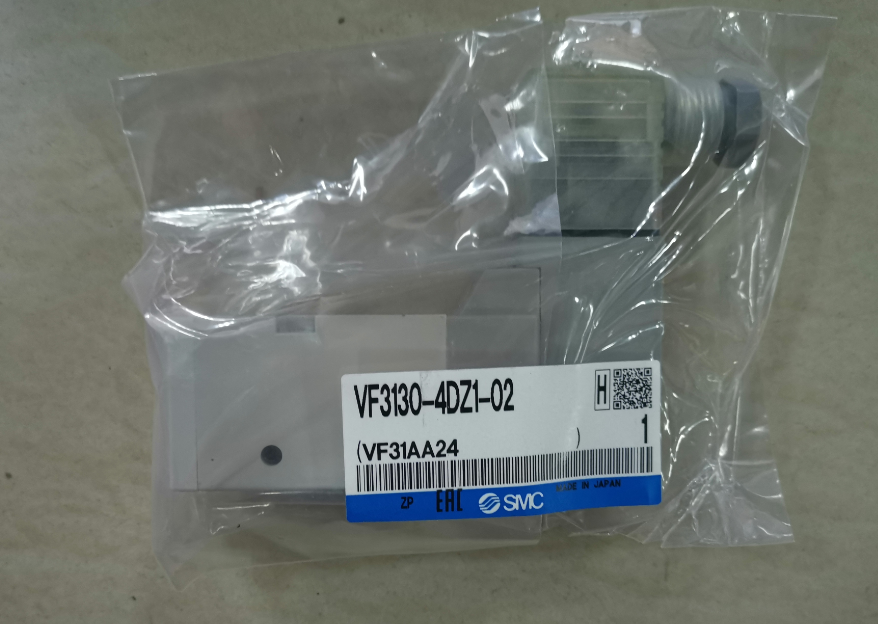 VF3130-4DZ1-02
H
1
(VF31AA24 )
ZP EAC SMC MADE IN JAPAN